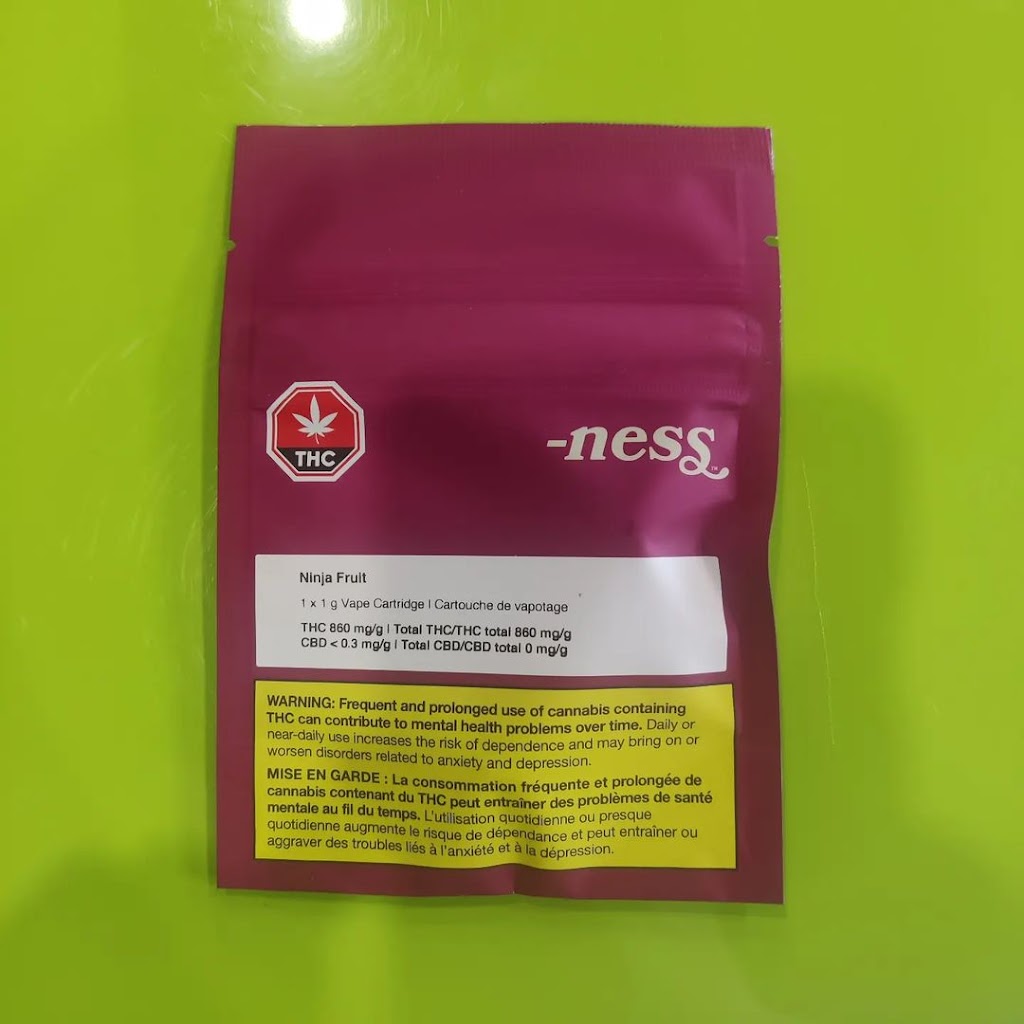 THC
-ness™
Ninja Fruit
1 x 1 g Vape Cartridge | Cartouche de vapotage
THC 860 mg/g | Total THC/THC total 860 mg/g
CBD < 0.3 mg/g | Total CBD/CBD total 0 mg/g
WARNING: Frequent and prolonged use of cannabis containing
THC can contribute to mental health problems over time. Daily or
near-daily use increases the risk of dependence and may bring on or
worsen disorders related to anxiety and depression.
MISE EN GARDE : La consommation fréquente et prolongée de
cannabis contenant du THC peut entraîner des problèmes de santé
mentale au fil du temps. L'utilisation quotidienne ou presque
quotidienne augmente le risque de dépendance et peut entraîner ou
aggraver des troubles liés à l'anxiété et à la dépression.